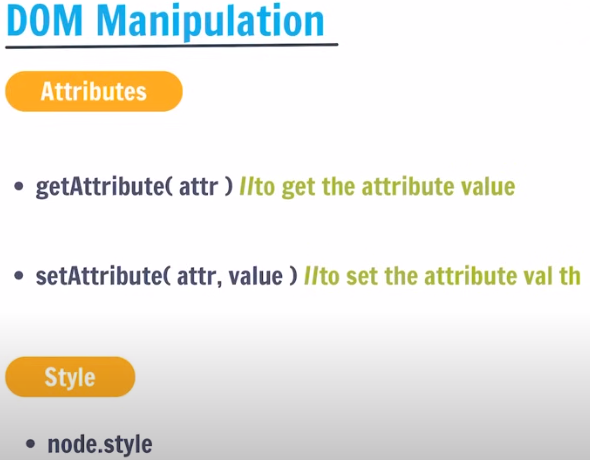 DOM Manipulation
Attributes
• getAttribute( attr ) //to get the attribute value
• setAttribute( attr, value ) //to set the attribute val th
Style
• node.style